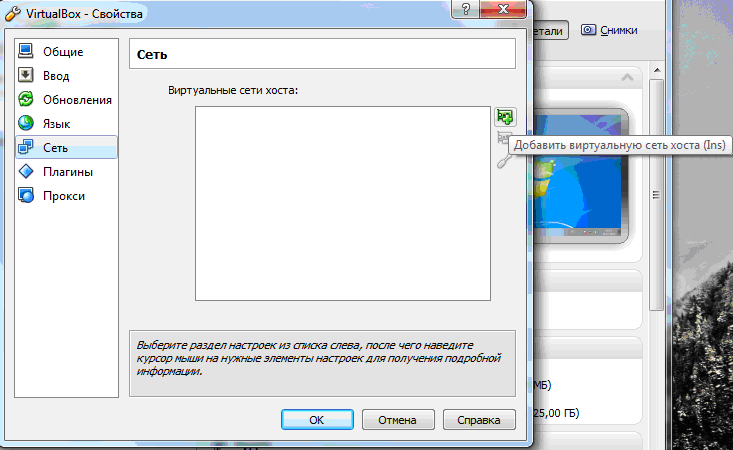 VirtualBox - Свойства
Общие
Ввод
Обновления
Язык
Сеть
Плагины
Прокси
Сеть
Виртуальные сети хоста:
Добавить виртуальную сеть хоста (Ins)
Выберите раздел настроек из списка слева, после чего наведите
курсор мыши на нужные элементы настроек для получения подробной
информации.
OK
Отмена
Справка
етали
Снимки
МБ)
25,00 ГБ)